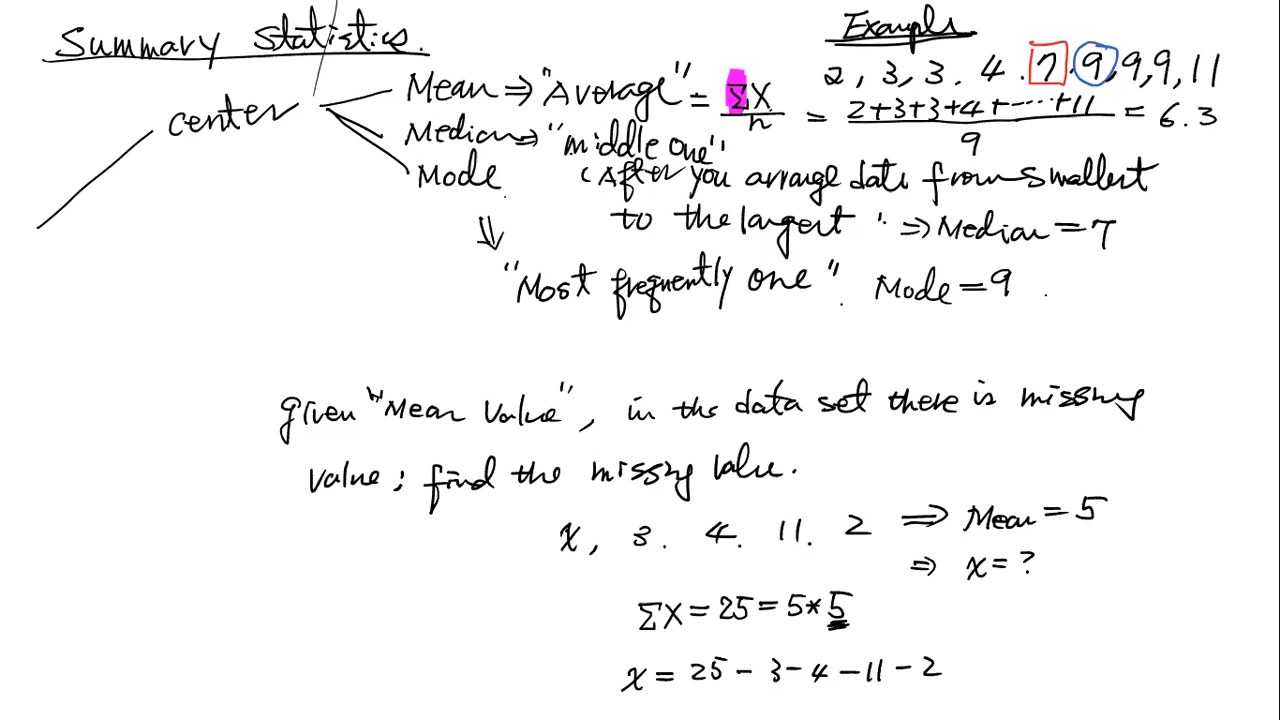 Summary Statistics.
Example
2, 3, 3. 4. 7. 9, 9, 9, 11
center
Mean ⇒ "Average" = ΣX / n = 2+3+3+4+-----+11 / 9 = 6.3
Median ⇒ "middle one"
Mode (After you arrange data from smallest
to the largest " ⇒ Median = 7
⇓
"Most frequently one". Mode = 9
given "Mean Value", in the data set there is missing
value; find the missing value.
x, 3. 4. 11. 2 ⇒ Mean = 5
⇒ x = ?
ΣX = 25 = 5*5
x = 25 - 3 - 4 - 11 - 2